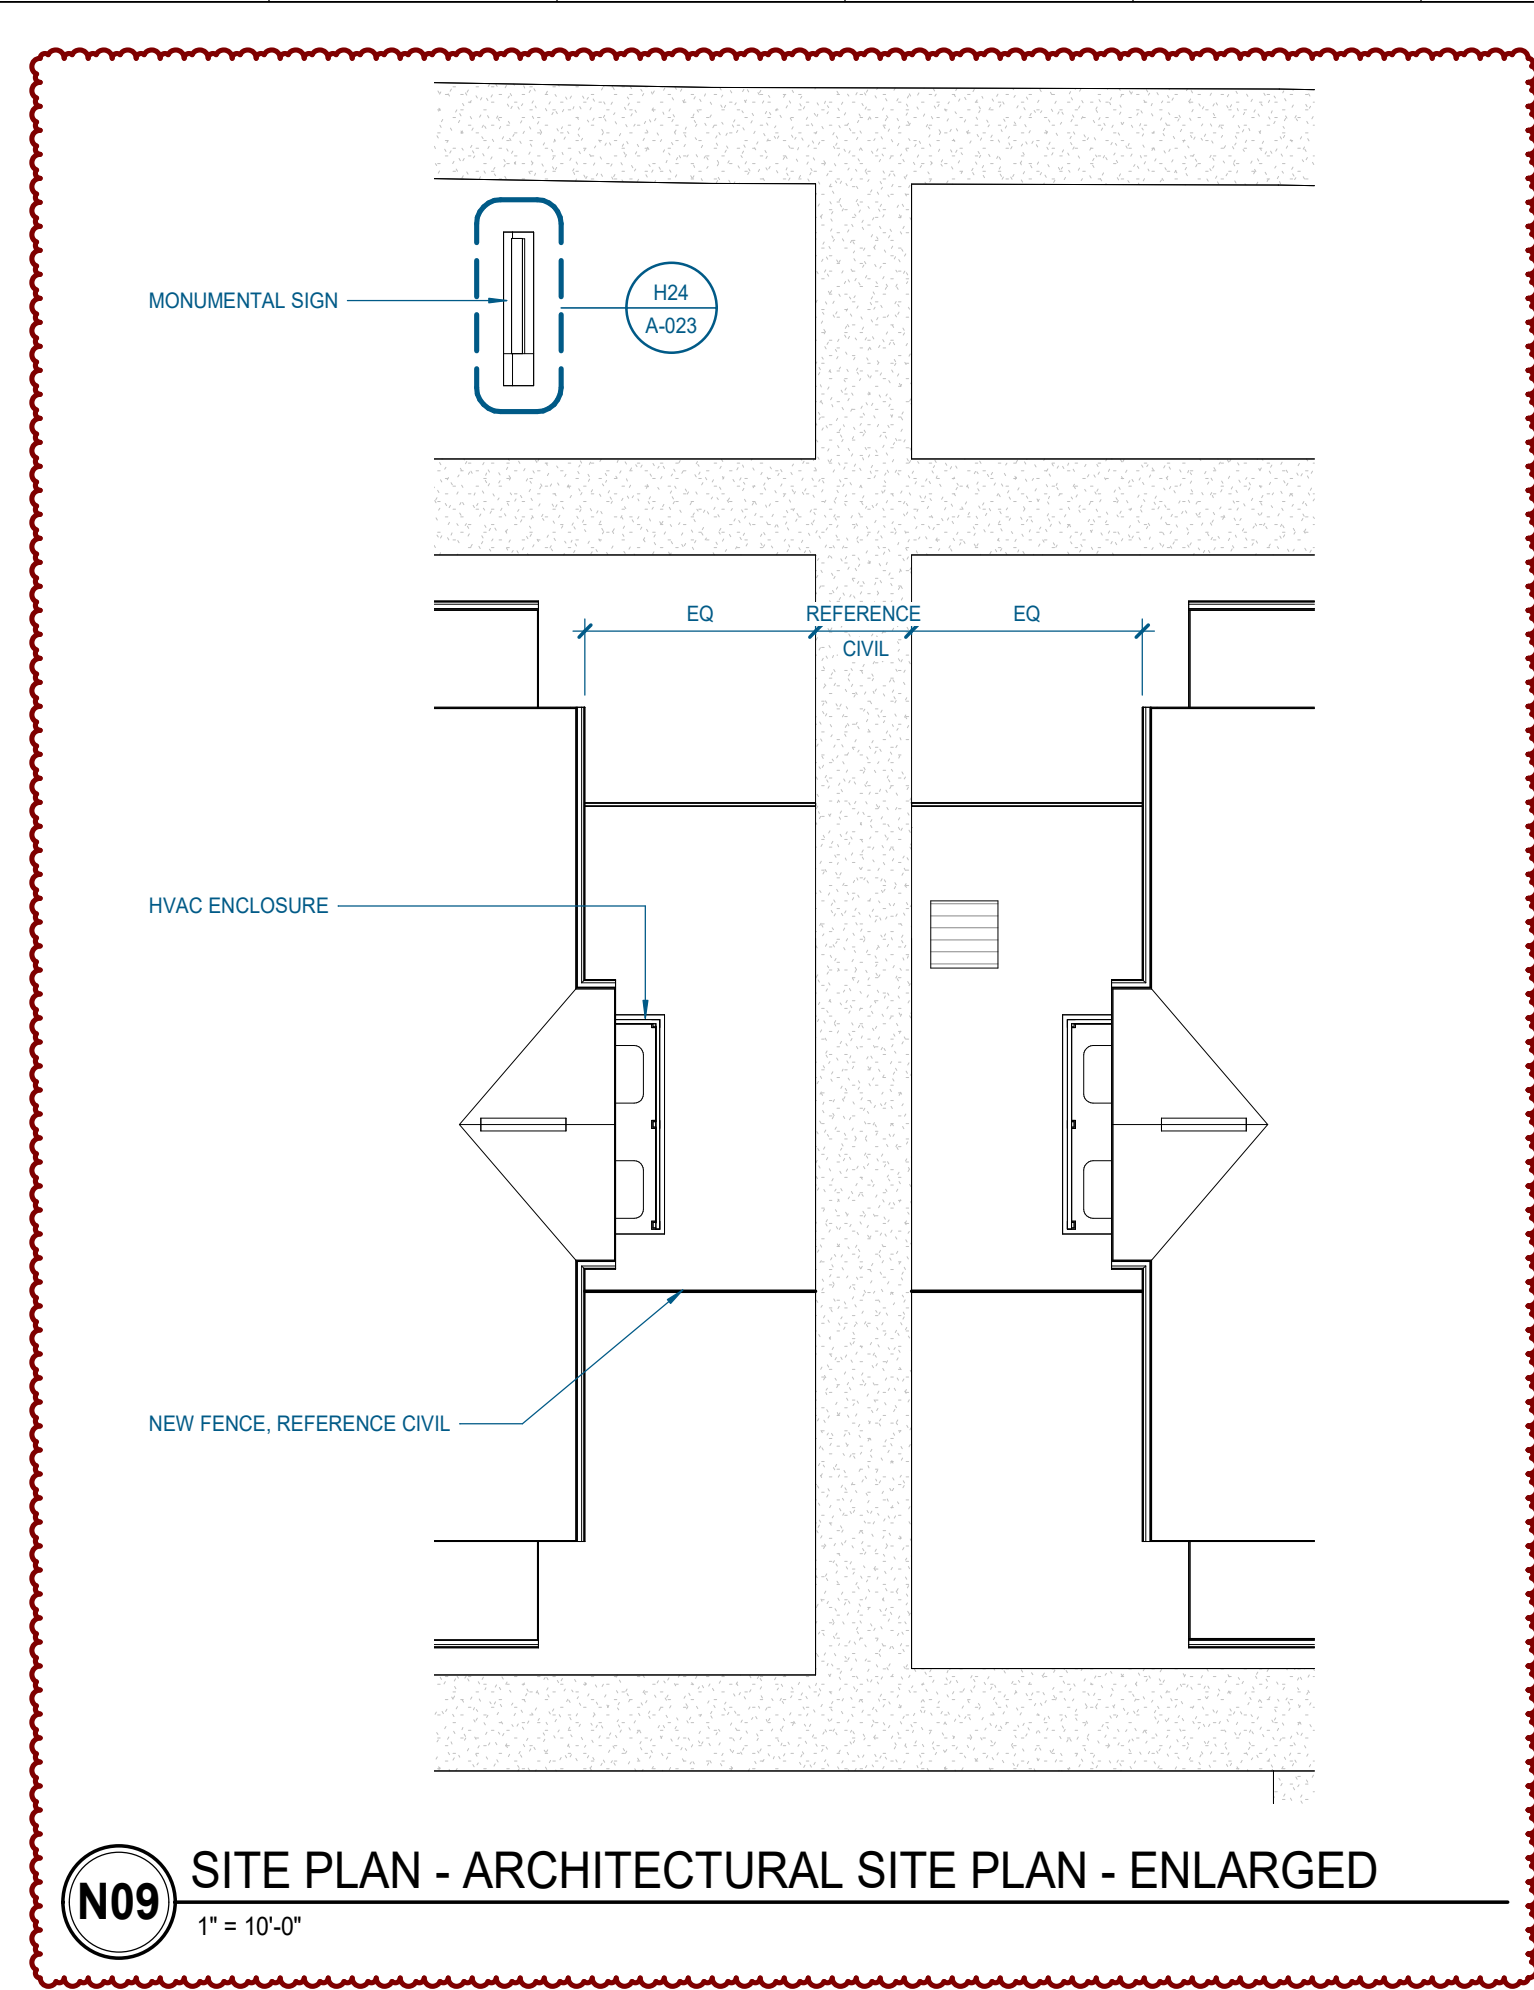 MONUMENTAL SIGN
H24
A-023
EQ
REFERENCE
CIVIL
EQ
HVAC ENCLOSURE
NEW FENCE, REFERENCE CIVIL
N09
SITE PLAN - ARCHITECTURAL SITE PLAN - ENLARGED
1" = 10'-0"